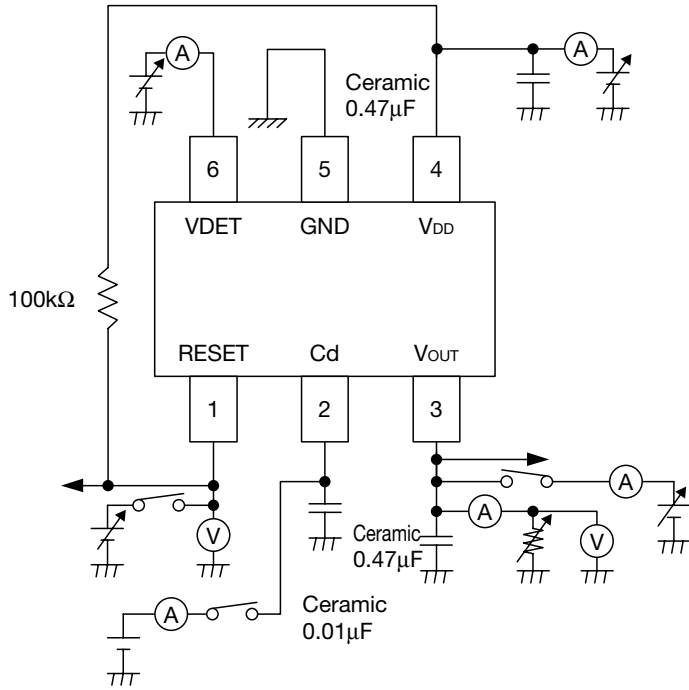 A
A
Ceramic
0.47µF
6
5
4
VDET
GND
VDD
100kΩ
RESET
Cd
VOUT
1
2
3
A
A
V
V
Ceramic
0.47µF
A
Ceramic
0.01µF